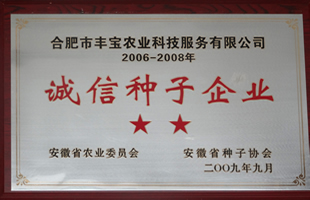 合肥市丰宝农业科技服务有限公司
2006-2008年
诚信种子企业
★ ★
安徽省农业委员会 安徽省种子协会
二〇〇九年九月